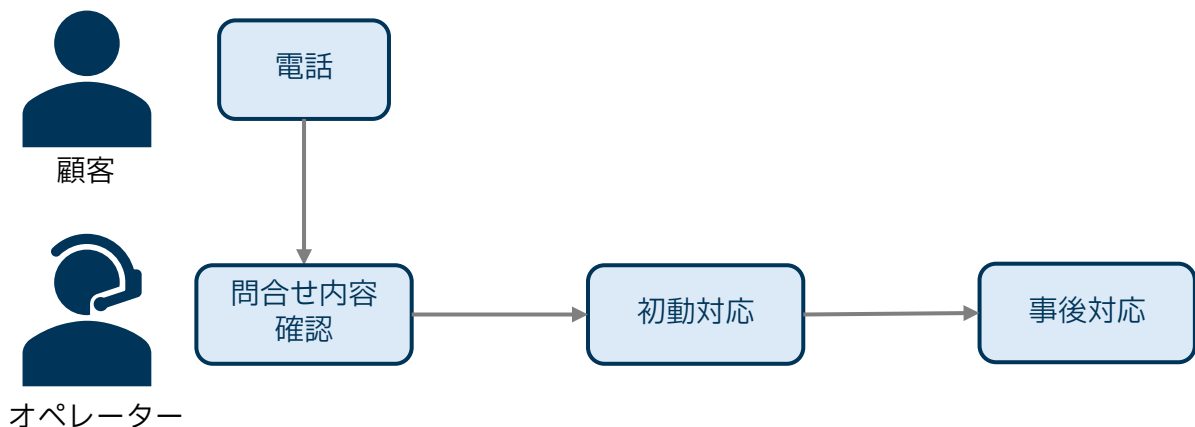 電話
顧客
問合せ内容
確認
初動対応
事後対応
オペレーター